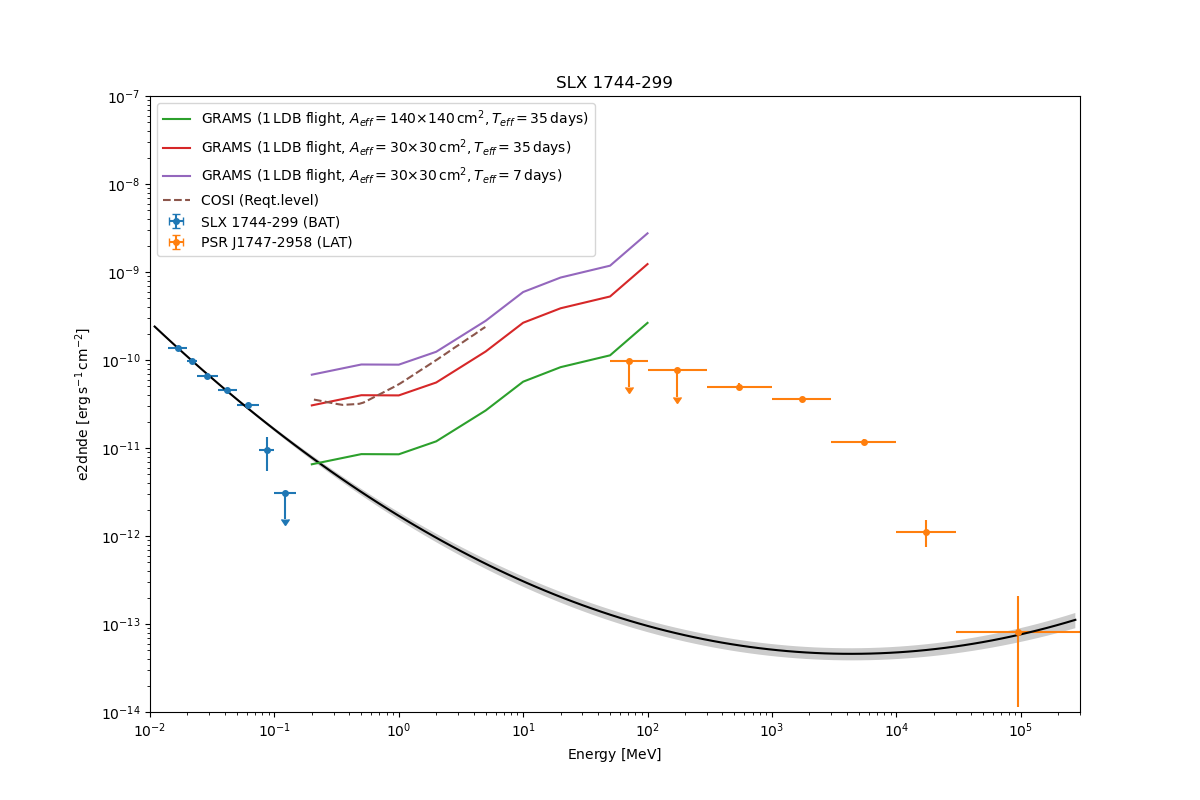 SLX 1744-299
GRAMS (1 LDB flight, A_eff = 140×140 cm², T_eff = 35 days)
GRAMS (1 LDB flight, A_eff = 30×30 cm², T_eff = 35 days)
GRAMS (1 LDB flight, A_eff = 30×30 cm², T_eff = 7 days)
COSI (Reqt.level)
SLX 1744-299 (BAT)
PSR J1747-2958 (LAT)
10⁻⁷
10⁻⁸
10⁻⁹
10⁻¹⁰
10⁻¹¹
10⁻¹²
10⁻¹³
10⁻¹⁴
e2dnde [erg s⁻¹ cm⁻²]
10⁻² 10⁻¹ 10⁰ 10¹ 10² 10³ 10⁴ 10⁵
Energy [MeV]